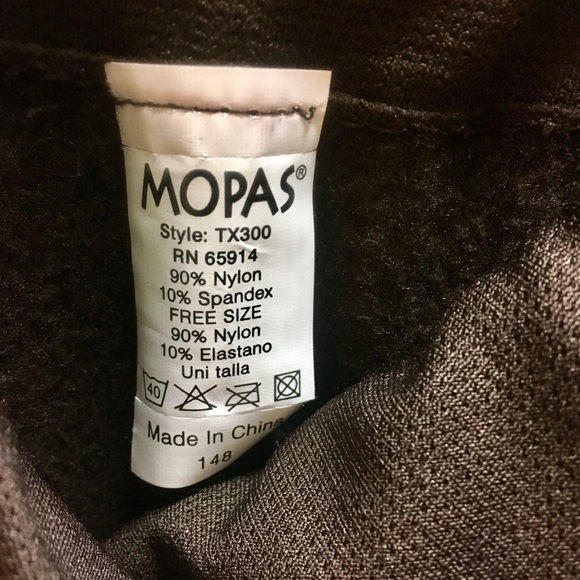 MOPAS®
Style: TX300
RN 65914
90% Nylon
10% Spandex
FREE SIZE
90% Nylon
10% Elastano
Uni talla
40
Made In China
148